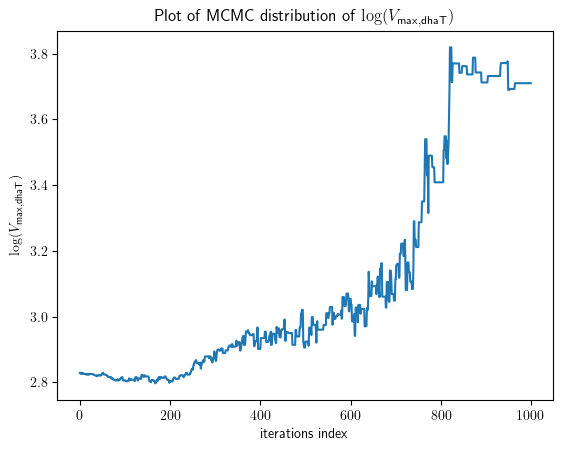 Plot of MCMC distribution of log(V_max,dhaT)
log(V_max,dhaT)
3.8
3.6
3.4
3.2
3.0
2.8
0 200 400 600 800 1000
iterations index